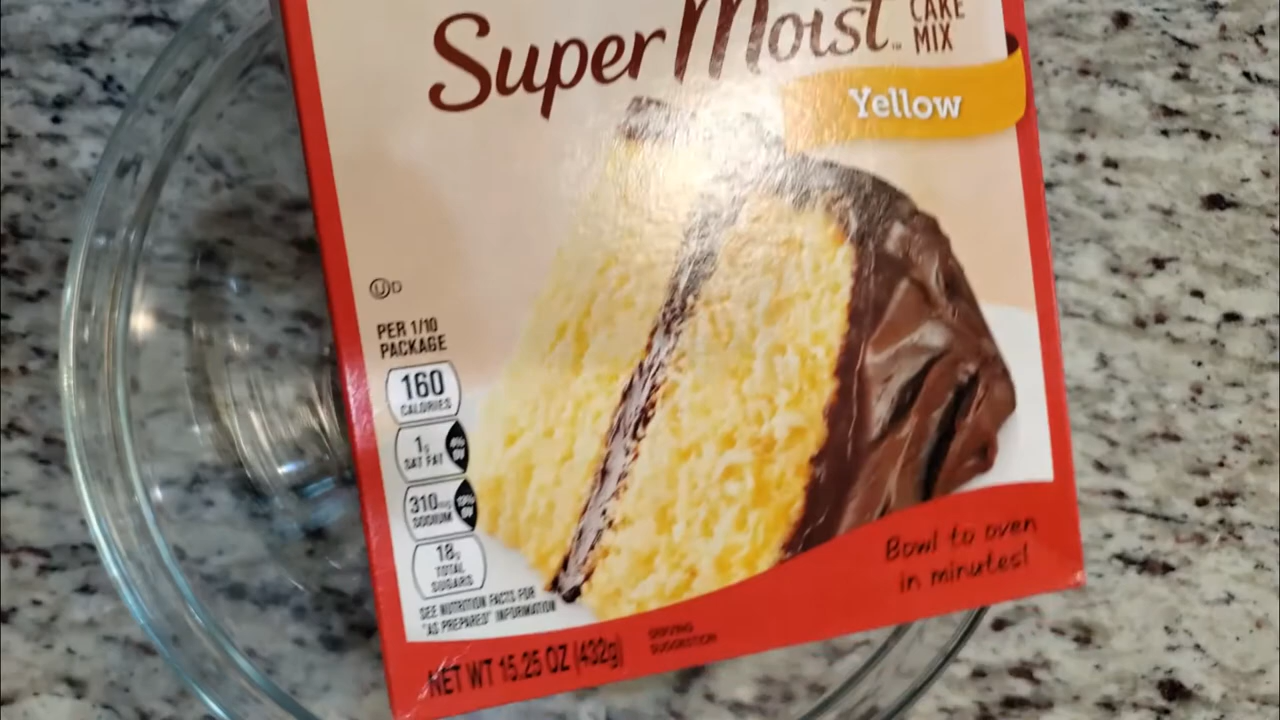 Super Moist™ CAKE
MIX
Yellow
UD
PER 1/10
PACKAGE
160
CALORIES
1g
SAT FAT
310mg
SODIUM
18g
TOTAL
SUGARS
SEE NUTRITION FACTS FOR
"AS PREPARED" INFORMATION
Bowl to oven
in minutes!
NET WT 15.25 OZ (432g)
SERVING
SUGGESTION